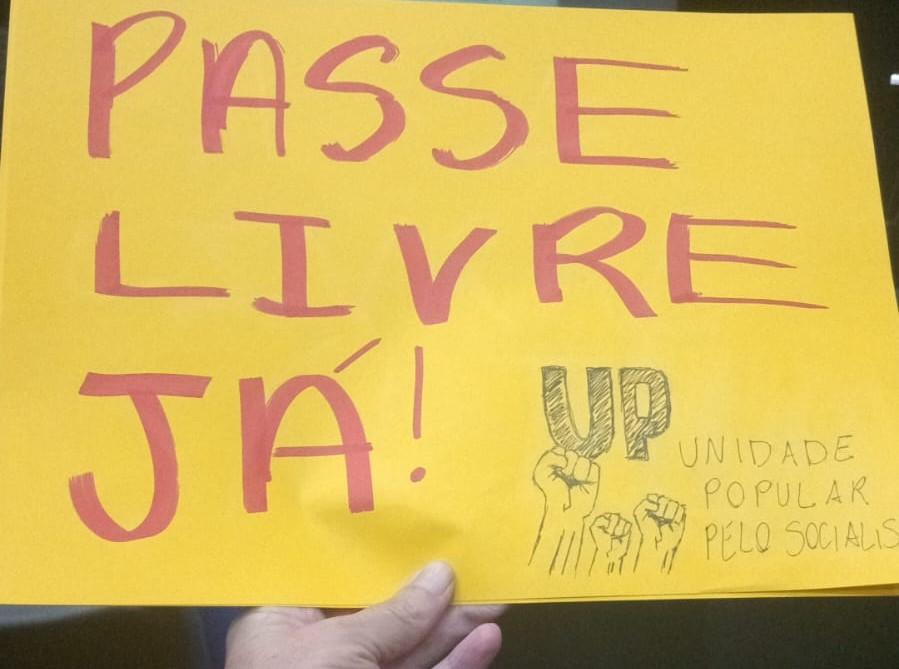 PASSE
LIVRE
JÁ!
UP
UNIDADE
POPULAR
PELO SOCIALIS